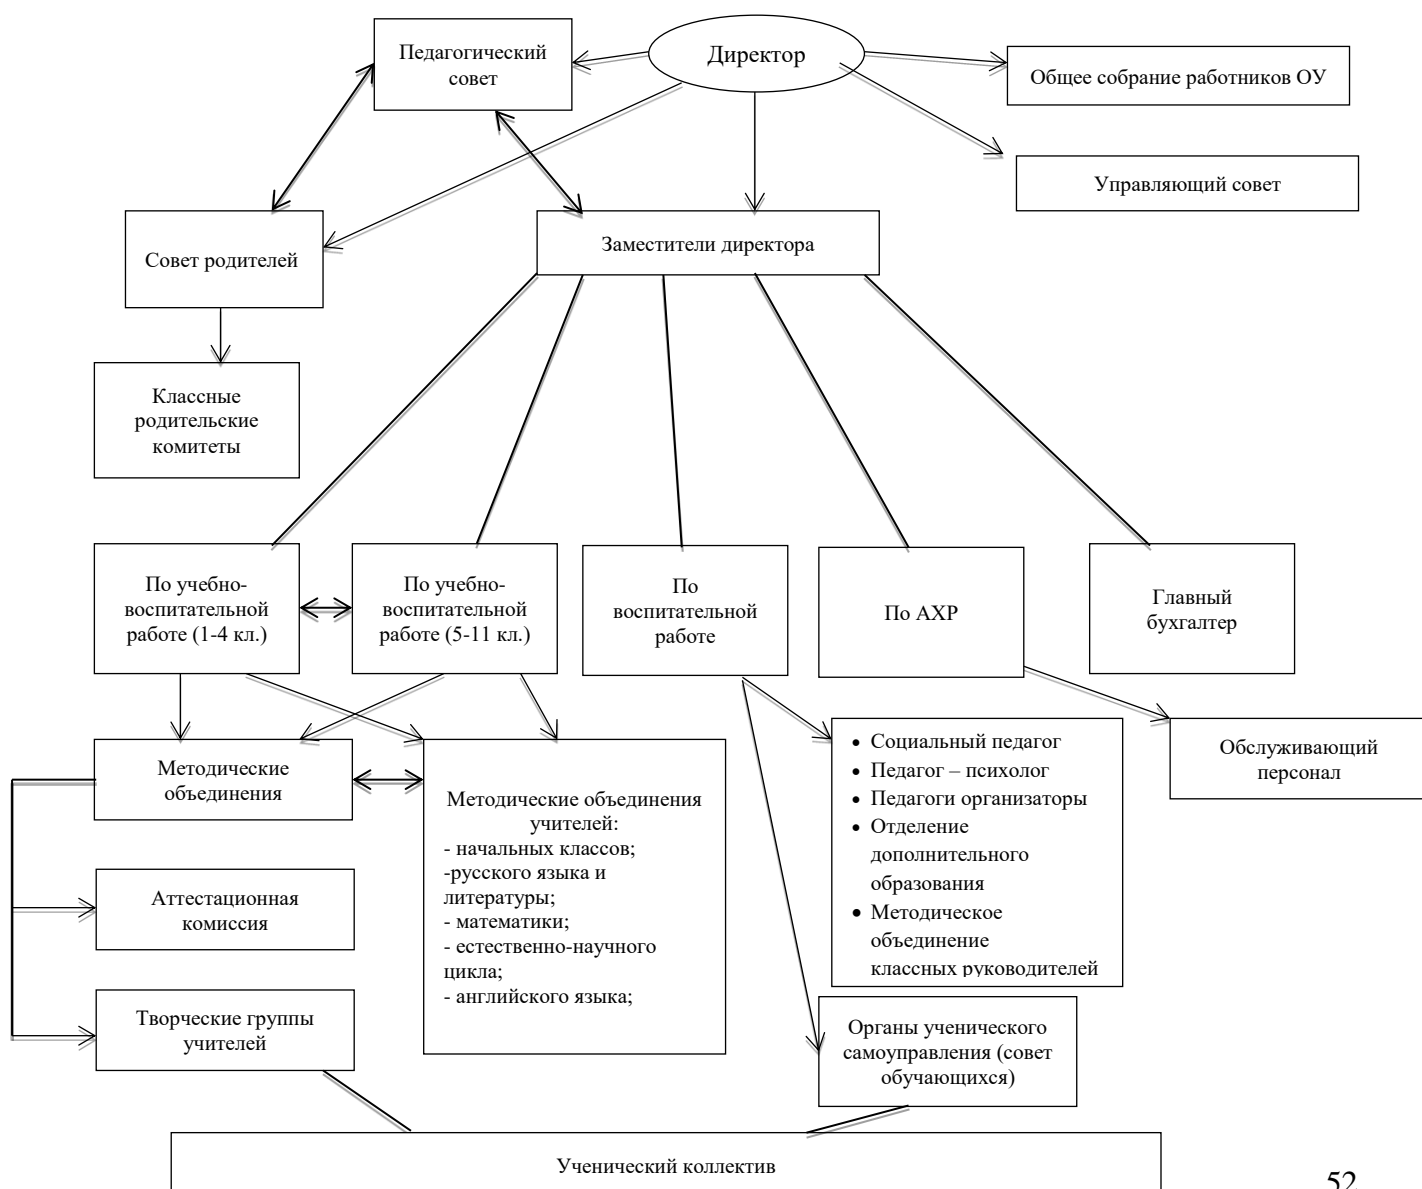 Педагогический
совет
Директор
Общее собрание работников ОУ
Управляющий совет
Совет родителей
Заместители директора
Классные
родительские
комитеты
По учебно-
воспитательной
работе (1-4 кл.)
По учебно-
воспитательной
работе (5-11 кл.)
По
воспитательной
работе
По АХР
Главный
бухгалтер
Методические
объединения
Методические объединения
учителей:
- начальных классов;
-русского языка и
литературы;
- математики;
- естественно-научного
цикла;
- английского языка;
• Социальный педагог
• Педагог – психолог
• Педагоги организаторы
• Отделение
дополнительного
образования
• Методическое
объединение
классных руководителей
Обслуживающий
персонал
Аттестационная
комиссия
Творческие группы
учителей
Органы ученического
самоуправления (совет
обучающихся)
Ученический коллектив
52